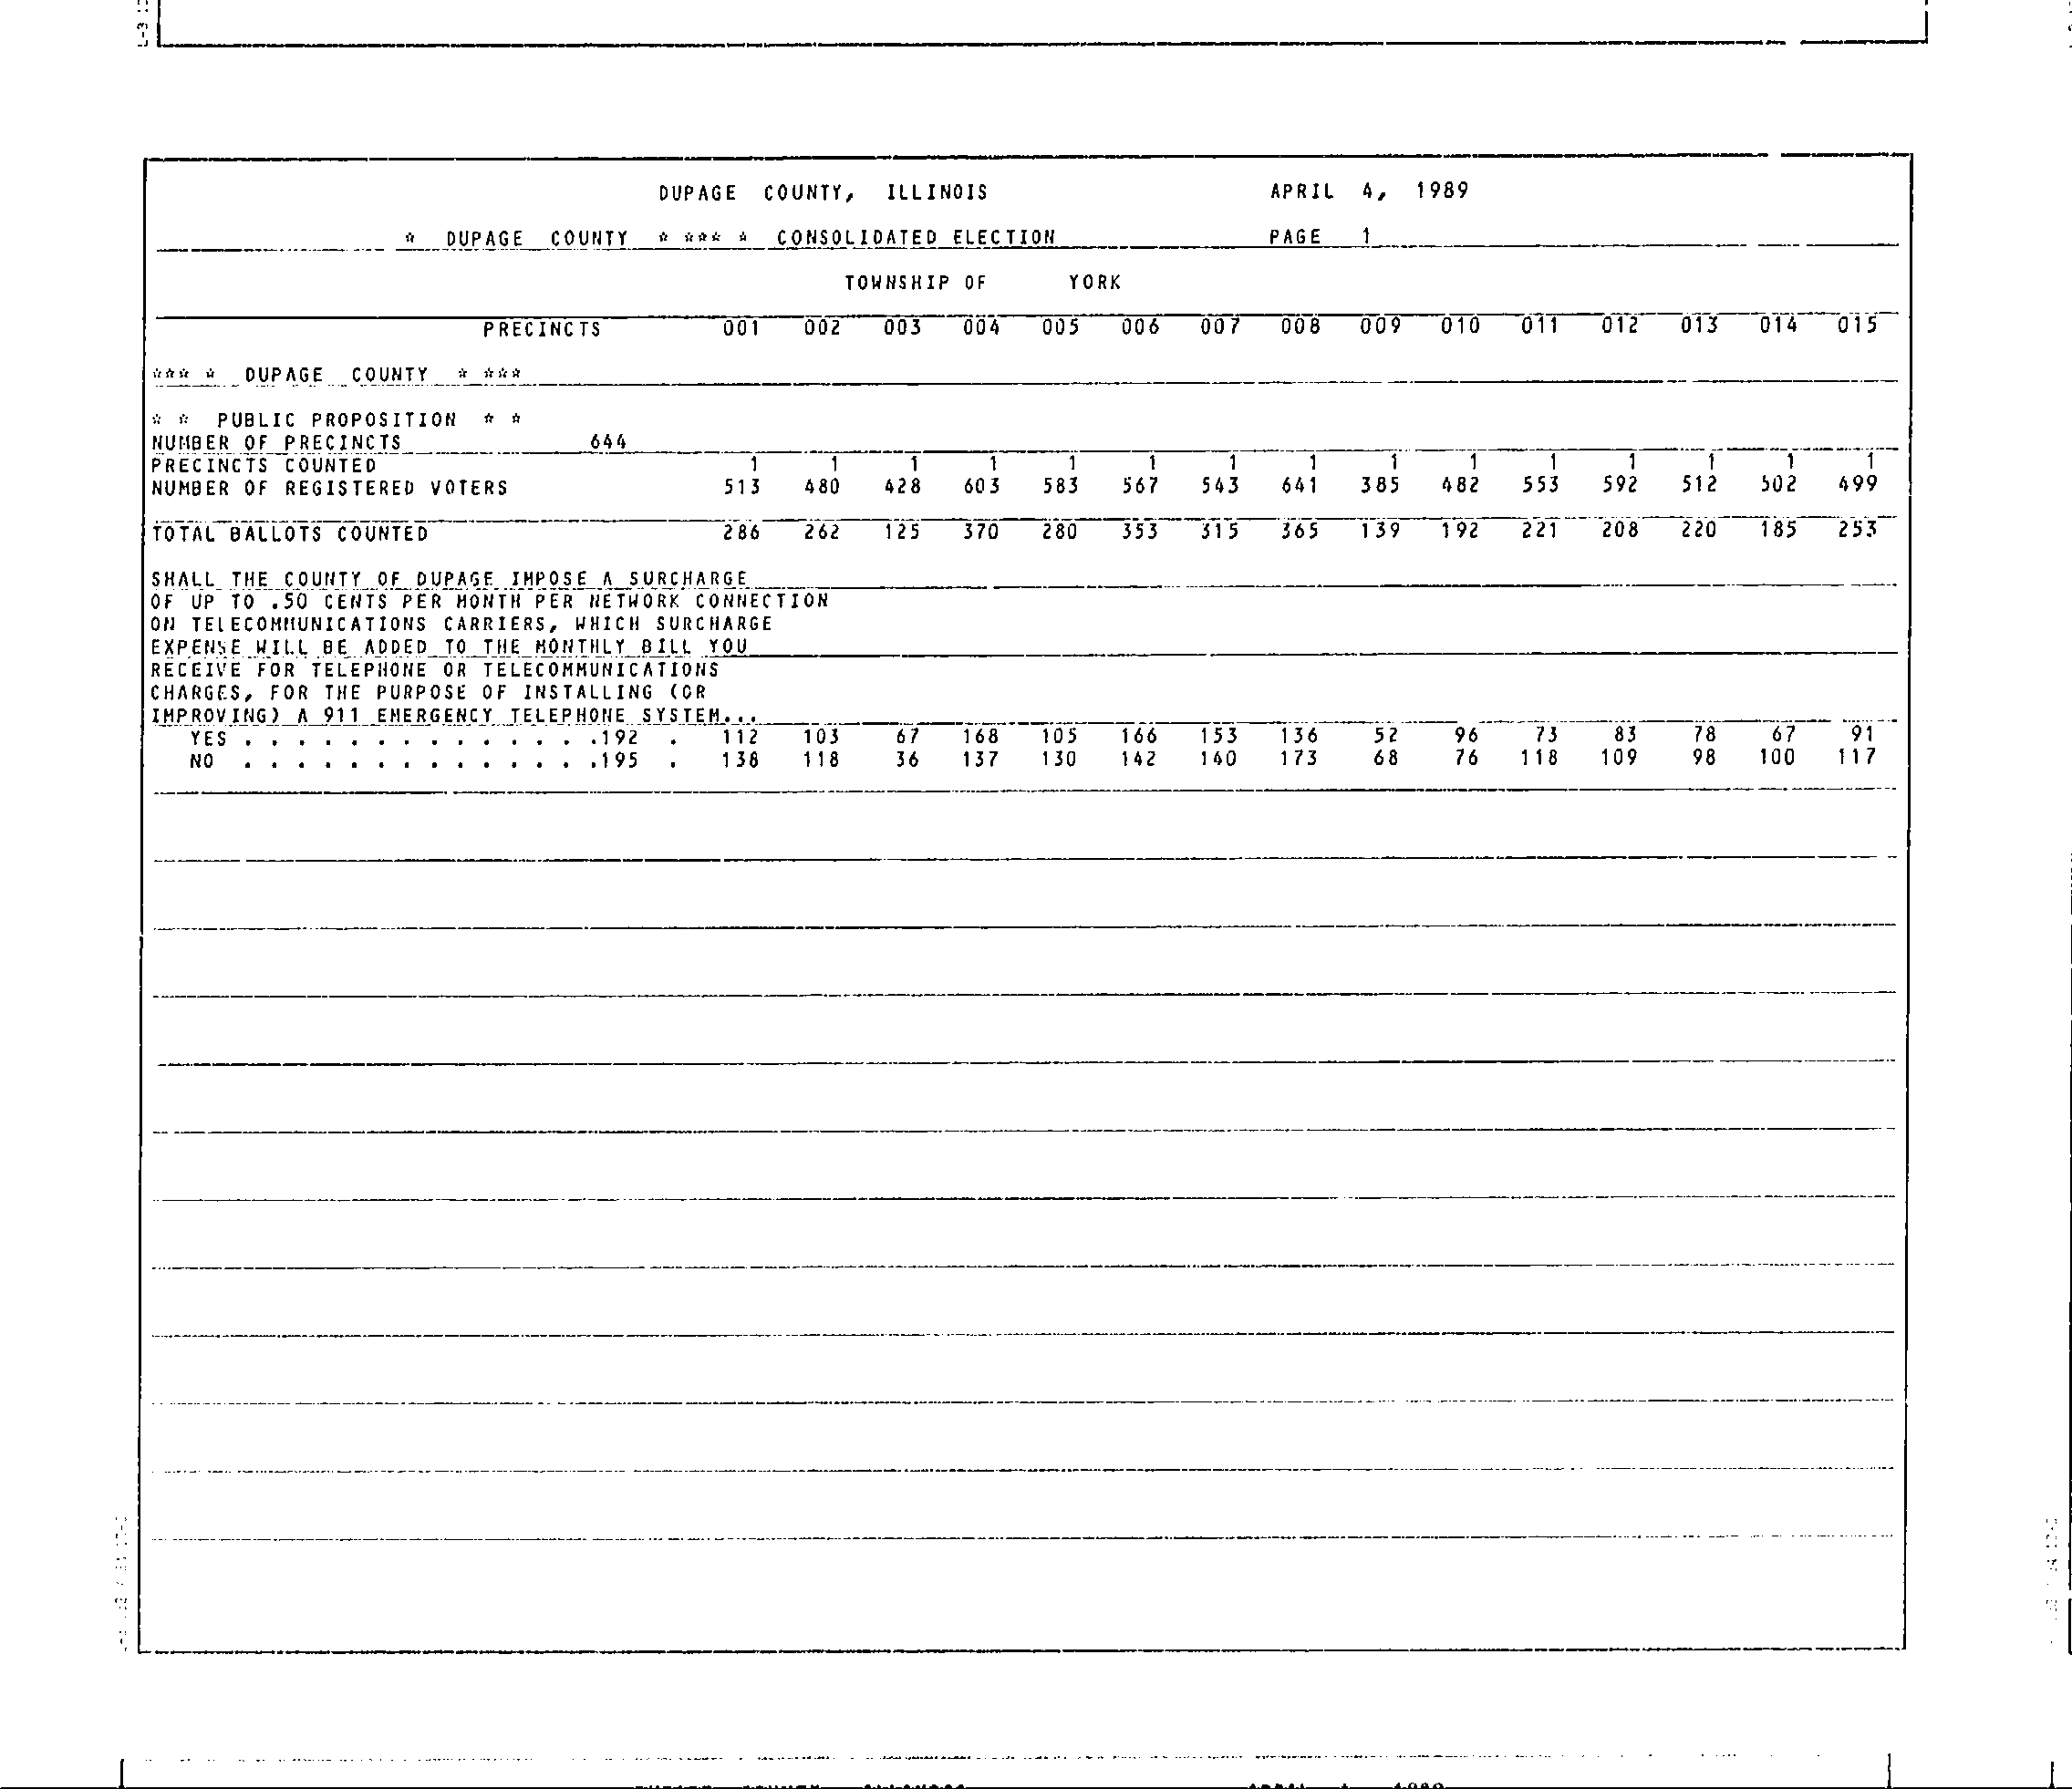 DUPAGE COUNTY, ILLINOIS APRIL 4, 1989
* DUPAGE COUNTY * *** * CONSOLIDATED ELECTION PAGE 1
TOWNSHIP OF YORK
PRECINCTS 001 002 003 004 005 006 007 008 009 010 011 012 013 014 015
*** * DUPAGE COUNTY * ***
* * PUBLIC PROPOSITION * *
NUMBER OF PRECINCTS 644
PRECINCTS COUNTED 1 1 1 1 1 1 1 1 1 1 1 1 1 1 1
NUMBER OF REGISTERED VOTERS 513 480 428 603 583 567 543 641 385 482 553 592 512 502 499
TOTAL BALLOTS COUNTED 286 262 125 370 280 353 315 365 139 192 221 208 220 185 253
SHALL THE COUNTY OF DUPAGE IMPOSE A SURCHARGE
OF UP TO .50 CENTS PER MONTH PER NETWORK CONNECTION
ON TELECOMMUNICATIONS CARRIERS, WHICH SURCHARGE
EXPENSE WILL BE ADDED TO THE MONTHLY BILL YOU
RECEIVE FOR TELEPHONE OR TELECOMMUNICATIONS
CHARGES, FOR THE PURPOSE OF INSTALLING (OR
IMPROVING) A 911 EMERGENCY TELEPHONE SYSTEM...
YES . . . . . . . . . . . . . .192 . 112 103 67 168 105 166 153 136 52 96 73 83 78 67 91
NO . . . . . . . . . . . . . .195 . 138 118 36 137 130 142 140 173 68 76 118 109 98 100 117